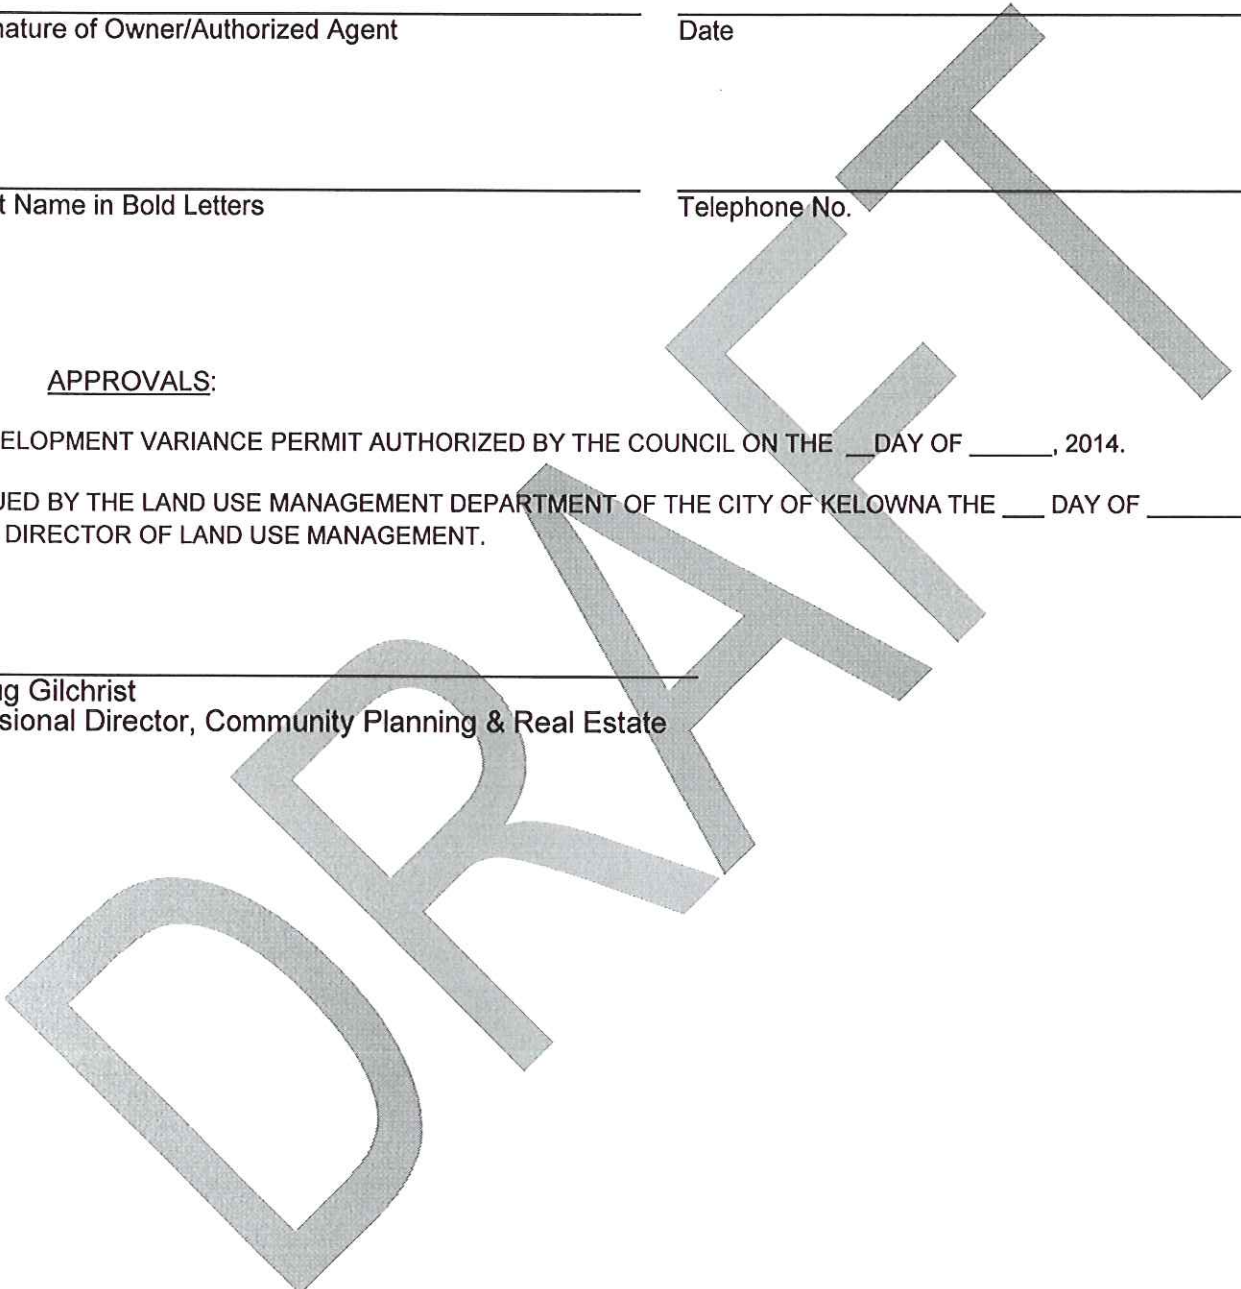 nature of Owner/Authorized Agent Date
t Name in Bold Letters Telephone No.
APPROVALS:
ELOPMENT VARIANCE PERMIT AUTHORIZED BY THE COUNCIL ON THE __DAY OF ______, 2014.
UED BY THE LAND USE MANAGEMENT DEPARTMENT OF THE CITY OF KELOWNA THE ___ DAY OF _______
DIRECTOR OF LAND USE MANAGEMENT.
ug Gilchrist
sional Director, Community Planning & Real Estate
DRAFT